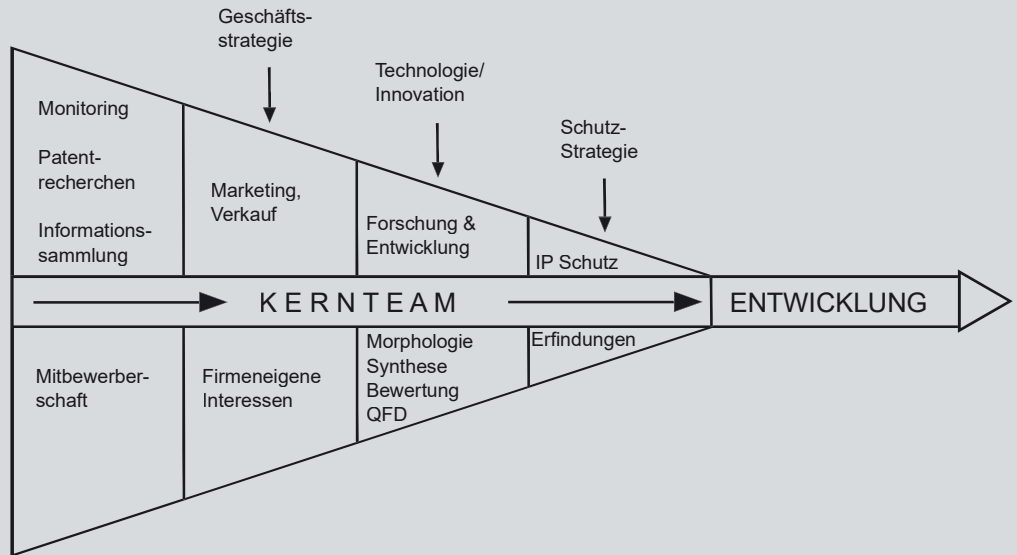 Geschäfts-
strategie
Technologie/
Innovation
Schutz-
Strategie
Monitoring
Patent-
recherchen
Informations-
sammlung
Marketing,
Verkauf
Forschung &
Entwicklung
IP Schutz
KERNTEAM
ENTWICKLUNG
Mitbewerber-
schaft
Firmeneigene
Interessen
Morphologie
Synthese
Bewertung
QFD
Erfindungen